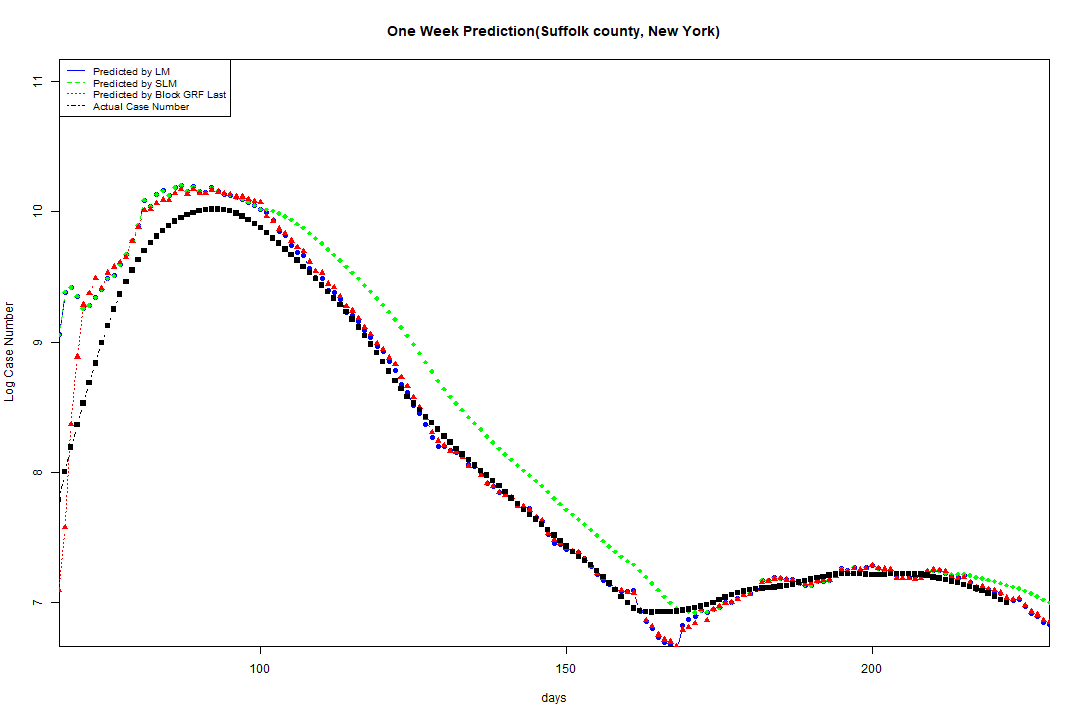 One Week Prediction(Suffolk county, New York)
Predicted by LM
Predicted by SLM
Predicted by Block GRF Last
Actual Case Number
11
10
9
8
7
Log Case Number
100
150
200
days